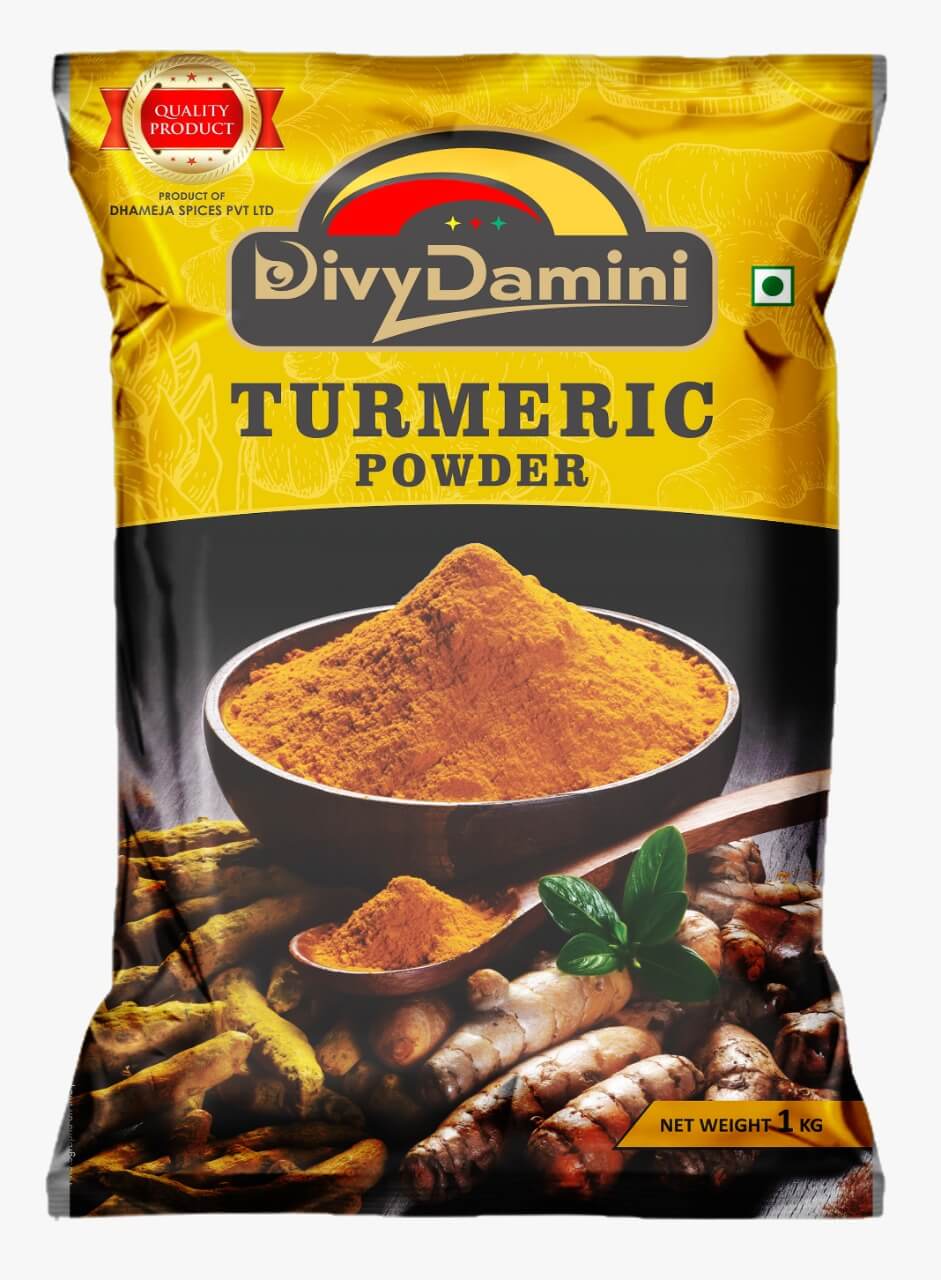 QUALITY
PRODUCT
PRODUCT OF
DHAMEJA SPICES PVT LTD
DivyDamini
TURMERIC
POWDER
NET WEIGHT 1 KG